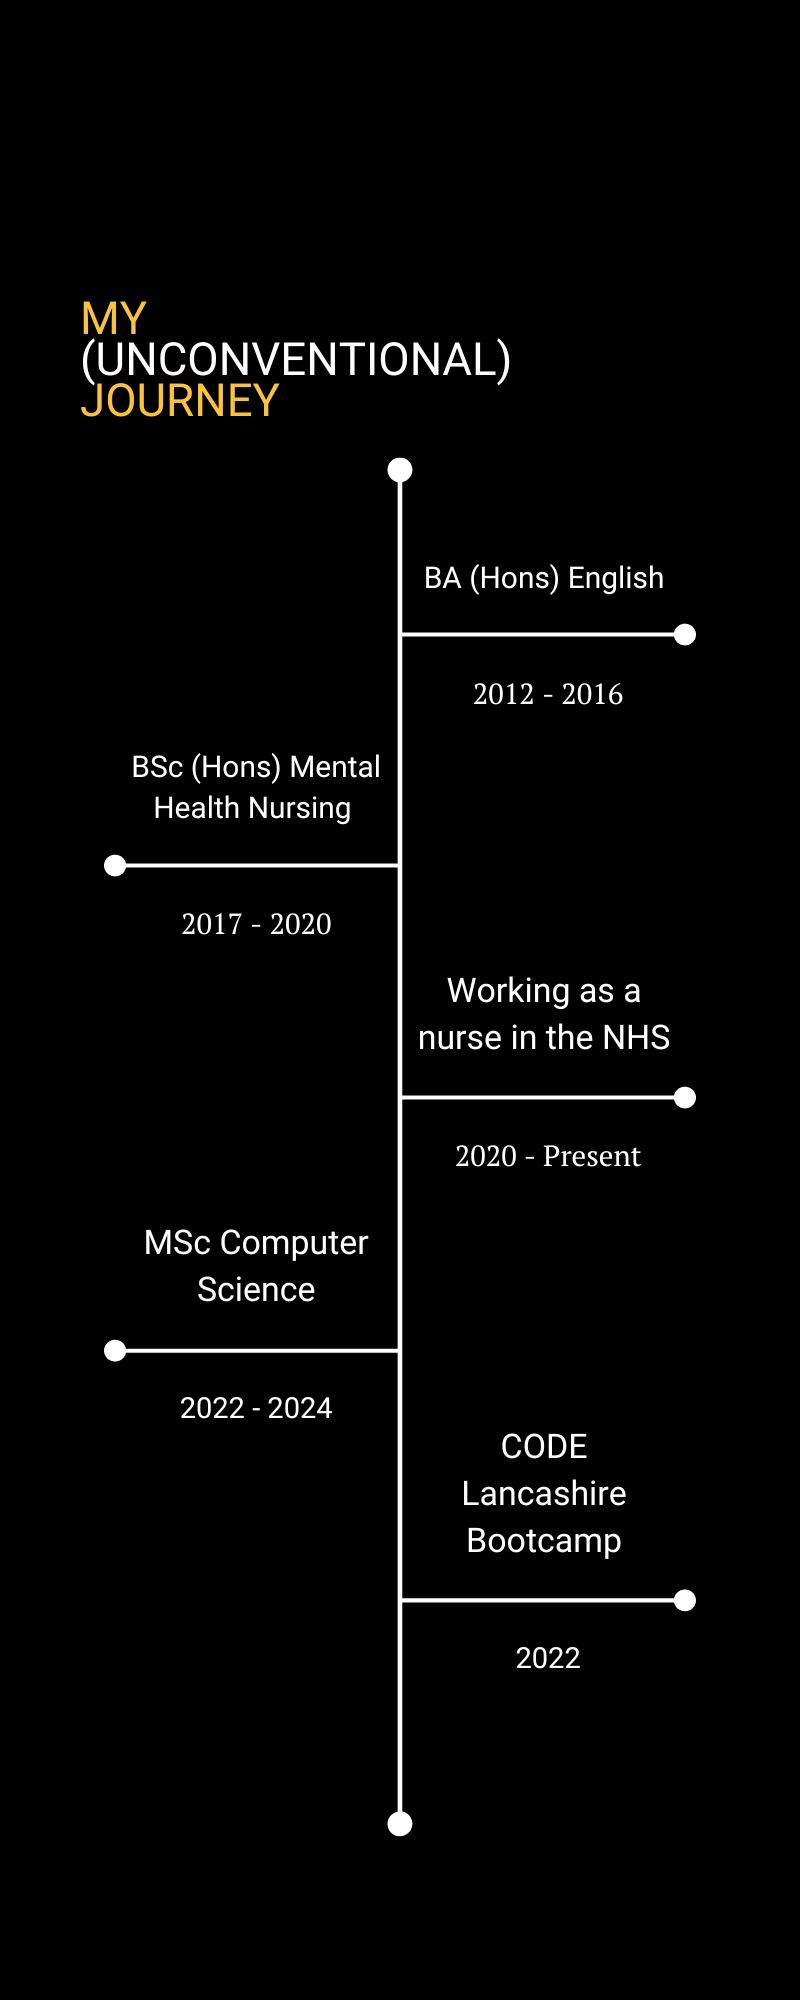 MY
(UNCONVENTIONAL)
JOURNEY
BA (Hons) English
2012 - 2016
BSc (Hons) Mental
Health Nursing
2017 - 2020
Working as a
nurse in the NHS
2020 - Present
MSc Computer
Science
2022 - 2024
CODE
Lancashire
Bootcamp
2022